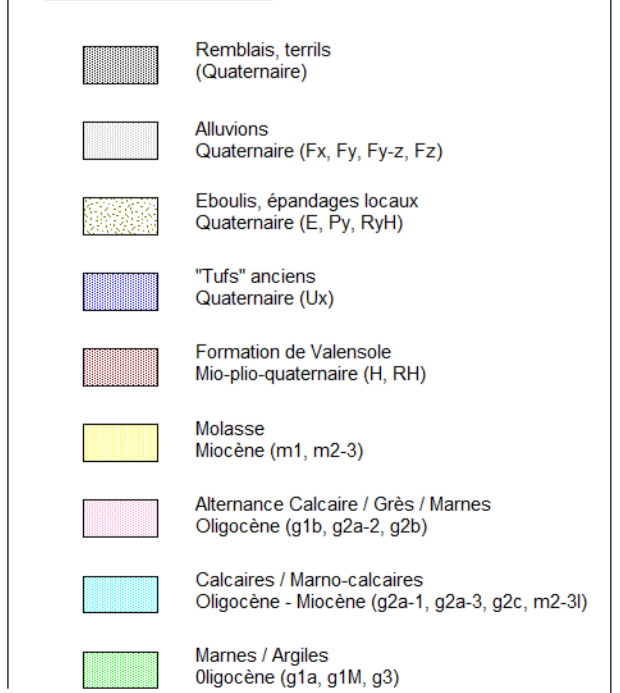 Remblais, terrils
(Quaternaire)
Alluvions
Quaternaire (Fx, Fy, Fy-z, Fz)
Eboulis, épandages locaux
Quaternaire (E, Py, RyH)
"Tufs" anciens
Quaternaire (Ux)
Formation de Valensole
Mio-plio-quaternaire (H, RH)
Molasse
Miocène (m1, m2-3)
Alternance Calcaire / Grès / Marnes
Oligocène (g1b, g2a-2, g2b)
Calcaires / Marno-calcaires
Oligocène - Miocène (g2a-1, g2a-3, g2c, m2-3l)
Marnes / Argiles
0ligocène (g1a, g1M, g3)